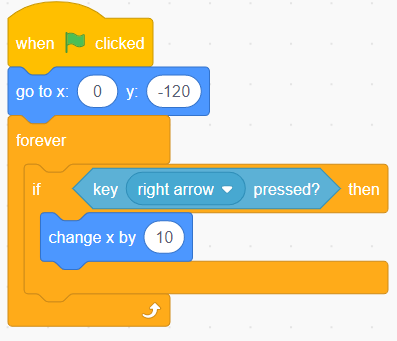 when clicked
go to x: 0 y: -120
forever
if key right arrow pressed? then
change x by 10